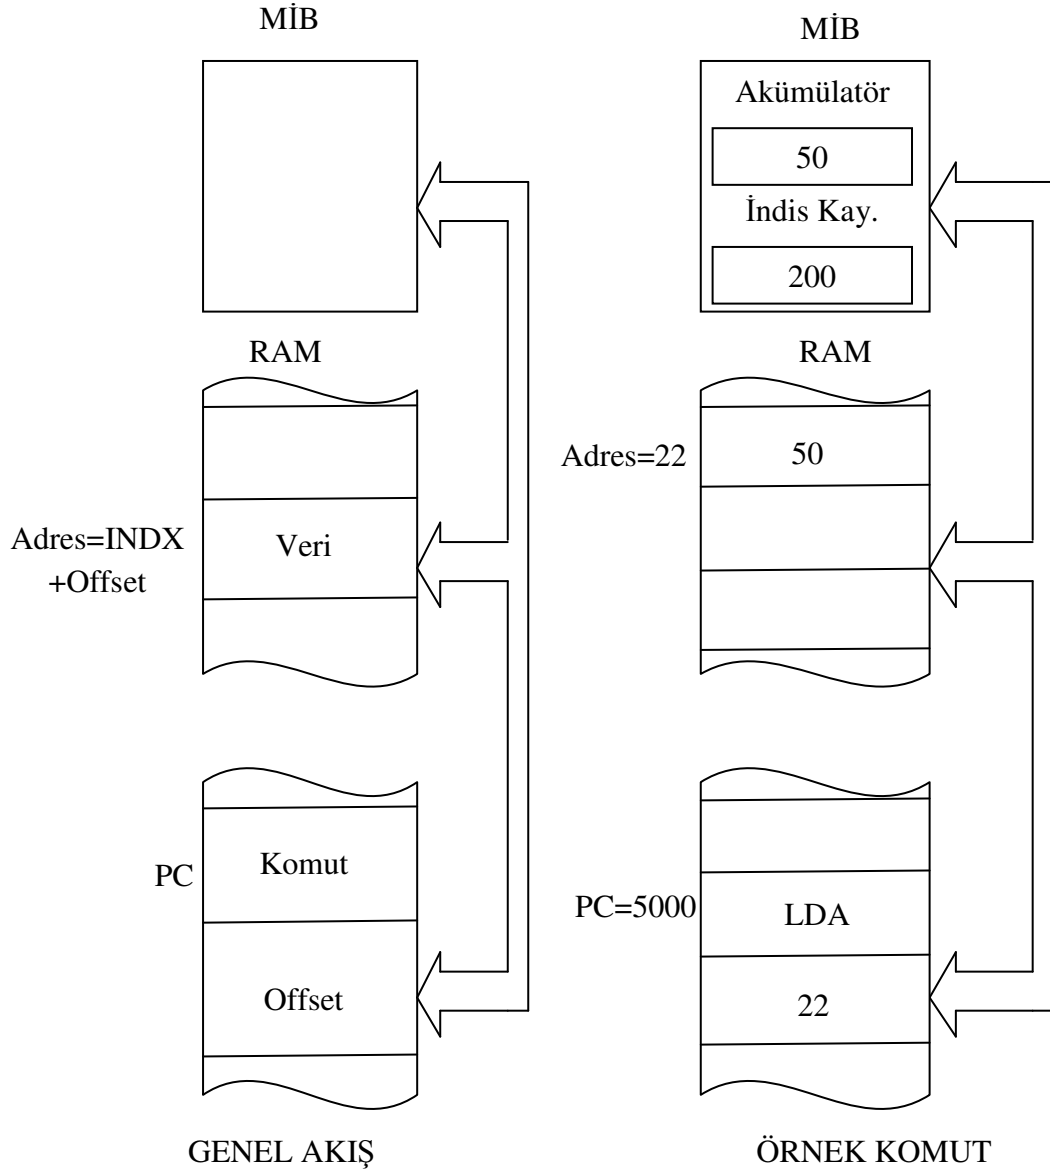 MİB
RAM
Adres=INDX
+Offset
Veri
PC
Komut
Offset
GENEL AKIŞ
MİB
Akümülatör
50
İndis Kay.
200
RAM
Adres=22
50
PC=5000
LDA
22
ÖRNEK KOMUT